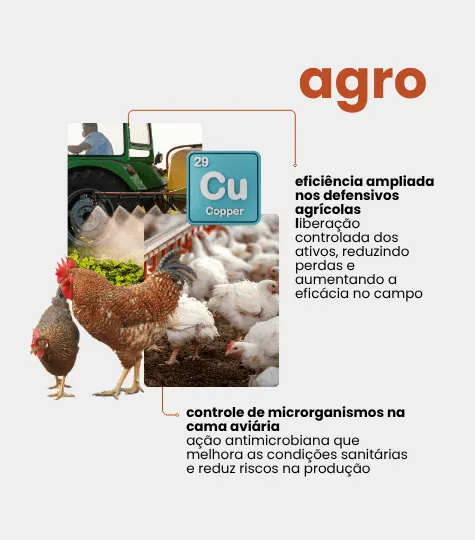 agro
29
Cu
Copper
eficiência ampliada
nos defensivos
agrícolas
liberação
controlada dos
ativos, reduzindo
perdas e
aumentando a
eficácia no campo
controle de microrganismos na
cama aviária
ação antimicrobiana que
melhora as condições sanitárias
e reduz riscos na produção